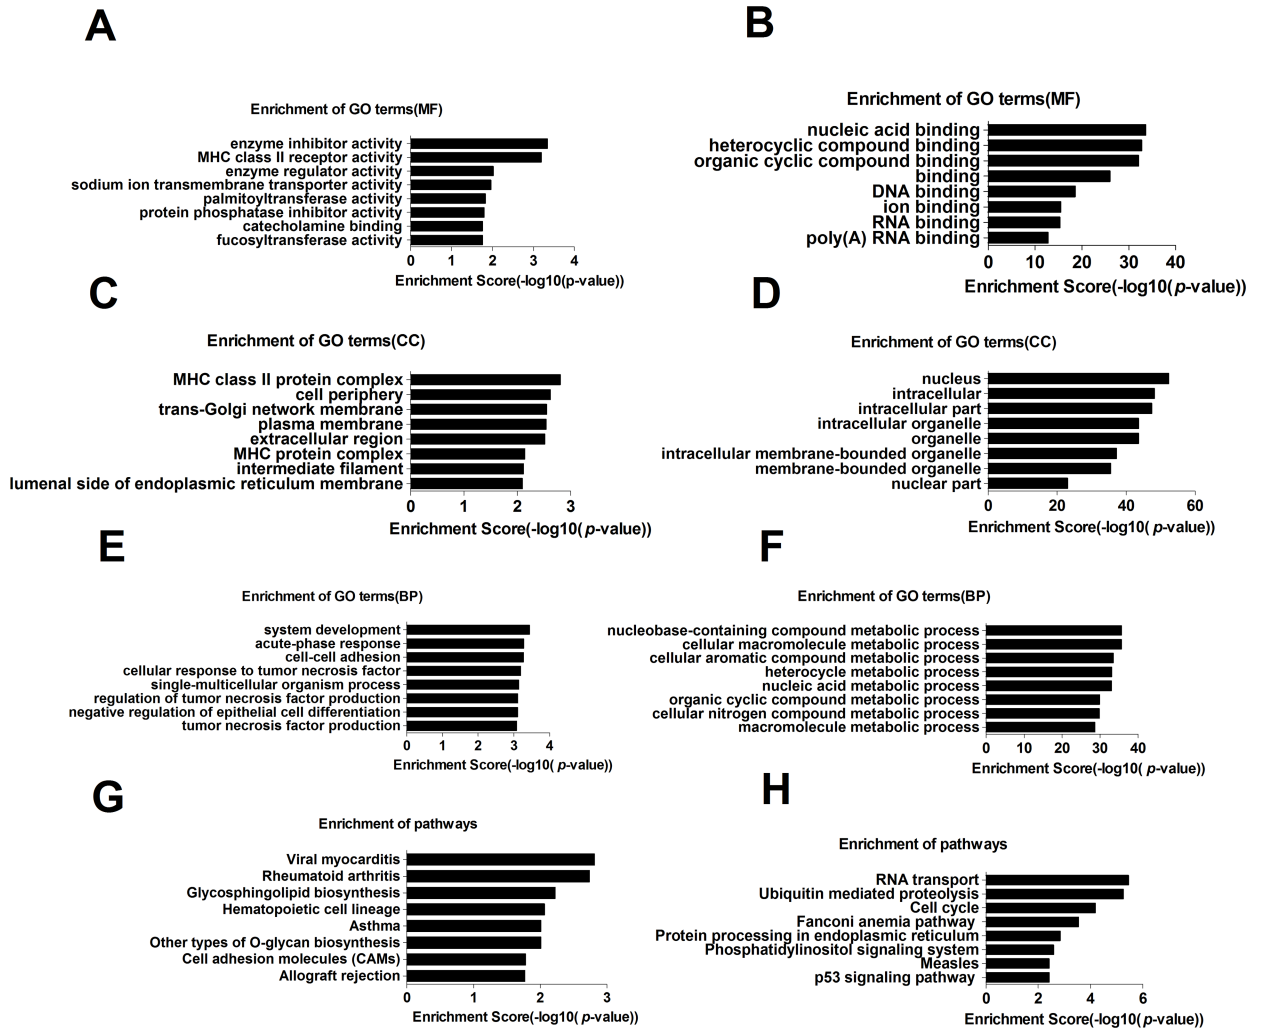 A
Enrichment of GO terms(MF)
enzyme inhibitor activity
MHC class II receptor activity
enzyme regulator activity
sodium ion transmembrane transporter activity
palmitoyltransferase activity
protein phosphatase inhibitor activity
catecholamine binding
fucosyltransferase activity
0 1 2 3 4
Enrichment Score(-log10(p-value))
B
Enrichment of GO terms(MF)
nucleic acid binding
heterocyclic compound binding
organic cyclic compound binding
binding
DNA binding
ion binding
RNA binding
poly(A) RNA binding
0 10 20 30 40
Enrichment Score(-log10( p-value))
C
Enrichment of GO terms(CC)
MHC class II protein complex
cell periphery
trans-Golgi network membrane
plasma membrane
extracellular region
MHC protein complex
intermediate filament
lumenal side of endoplasmic reticulum membrane
0 1 2 3
Enrichment Score(-log10( p-value))
D
Enrichment of GO terms(CC)
nucleus
intracellular
intracellular part
intracellular organelle
organelle
intracellular membrane-bounded organelle
membrane-bounded organelle
nuclear part
0 20 40 60
Enrichment Score(-log10( p-value))
E
Enrichment of GO terms(BP)
system development
acute-phase response
cell-cell adhesion
cellular response to tumor necrosis factor
single-multicellular organism process
regulation of tumor necrosis factor production
negative regulation of epithelial cell differentiation
tumor necrosis factor production
0 1 2 3 4
Enrichment Score(-log10( p-value))
F
Enrichment of GO terms(BP)
nucleobase-containing compound metabolic process
cellular macromolecule metabolic process
cellular aromatic compound metabolic process
heterocycle metabolic process
nucleic acid metabolic process
organic cyclic compound metabolic process
cellular nitrogen compound metabolic process
macromolecule metabolic process
0 10 20 30 40
Enrichment Score(-log10( p-value))
G
Enrichment of pathways
Viral myocarditis
Rheumatoid arthritis
Glycosphingolipid biosynthesis
Hematopoietic cell lineage
Asthma
Other types of O-glycan biosynthesis
Cell adhesion molecules (CAMs)
Allograft rejection
0 1 2 3
Enrichment Score(-log10( p-value))
H
Enrichment of pathways
RNA transport
Ubiquitin mediated proteolysis
Cell cycle
Fanconi anemia pathway
Protein processing in endoplasmic reticulum
Phosphatidylinositol signaling system
Measles
p53 signaling pathway
0 2 4 6
Enrichment Score(-log10( p-value))